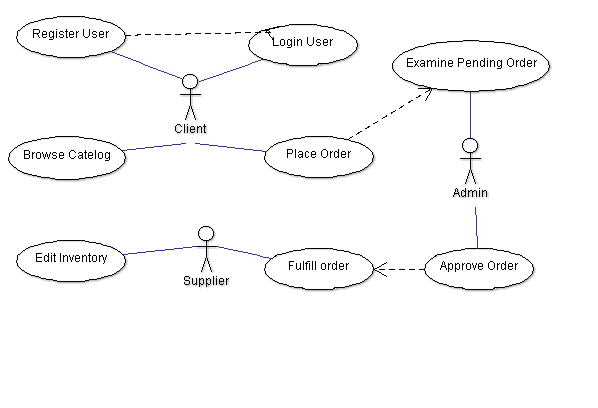 Register User
Login User
Examine Pending Order
Client
Browse Catelog
Place Order
Admin
Edit Inventory
Supplier
Fulfill order
Approve Order